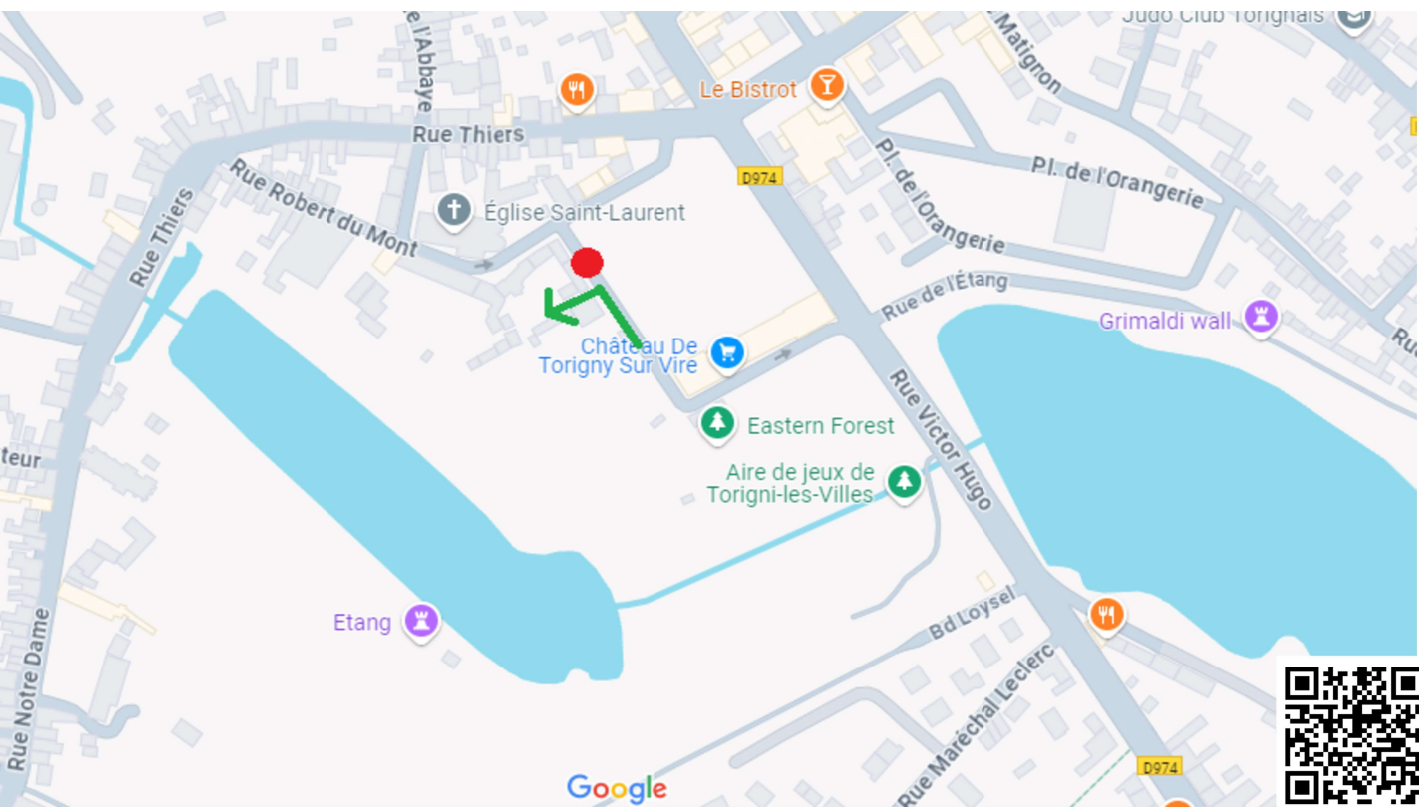 Judo Club Torignais
e l'Abbaye
Matignon
Le Bistrot
Rue Thiers
D974
Pl. de l'Orangerie
Pl. de l'Orangerie
Rue Robert du Mont
Église Saint-Laurent
Rue Thiers
Rue de l'Étang
Grimaldi wall
Château De
Torigny Sur Vire
Rue Victor Hugo
Eastern Forest
teur
Aire de jeux de
Torigni-les-Villes
Etang
Bd Loysel
Rue Maréchal Leclerc
Rue Notre Dame
D974
Google